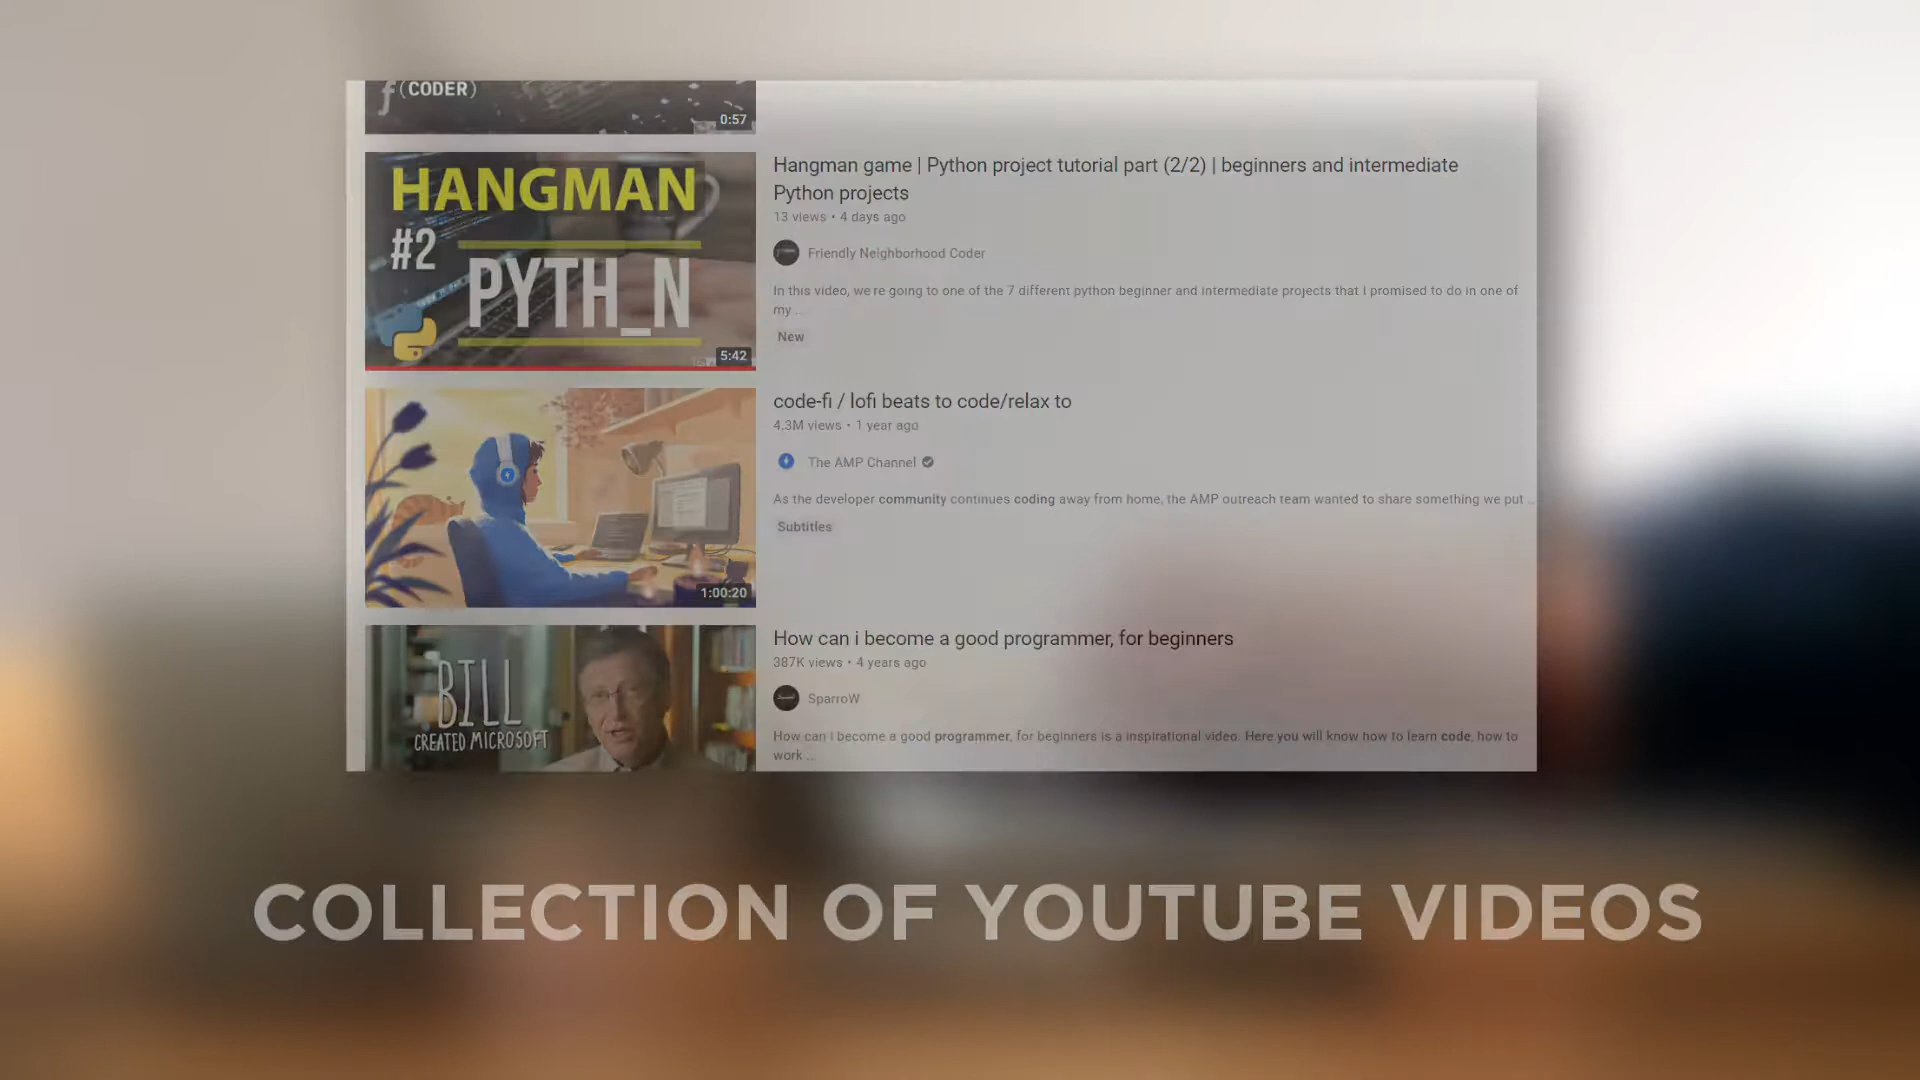 f(CODER)
0:57
HANGMAN
#2
PYTH_N
5:42
Hangman game | Python project tutorial part (2/2) | beginners and intermediate
Python projects
13 views • 4 days ago
Friendly Neighborhood Coder
In this video, we're going to one of the 7 different python beginner and intermediate projects that I promised to do in one of
my ...
New
1:00:20
code-fi / lofi beats to code/relax to
4.3M views • 1 year ago
The AMP Channel
As the developer community continues coding away from home, the AMP outreach team wanted to share something we put ...
Subtitles
BILL
CREATED MICROSOFT
How can i become a good programmer, for beginners
387K views • 4 years ago
SparroW
How can i become a good programmer, for beginners is a inspirational video. Here you will know how to learn code, how to
work ...
COLLECTION OF YOUTUBE VIDEOS